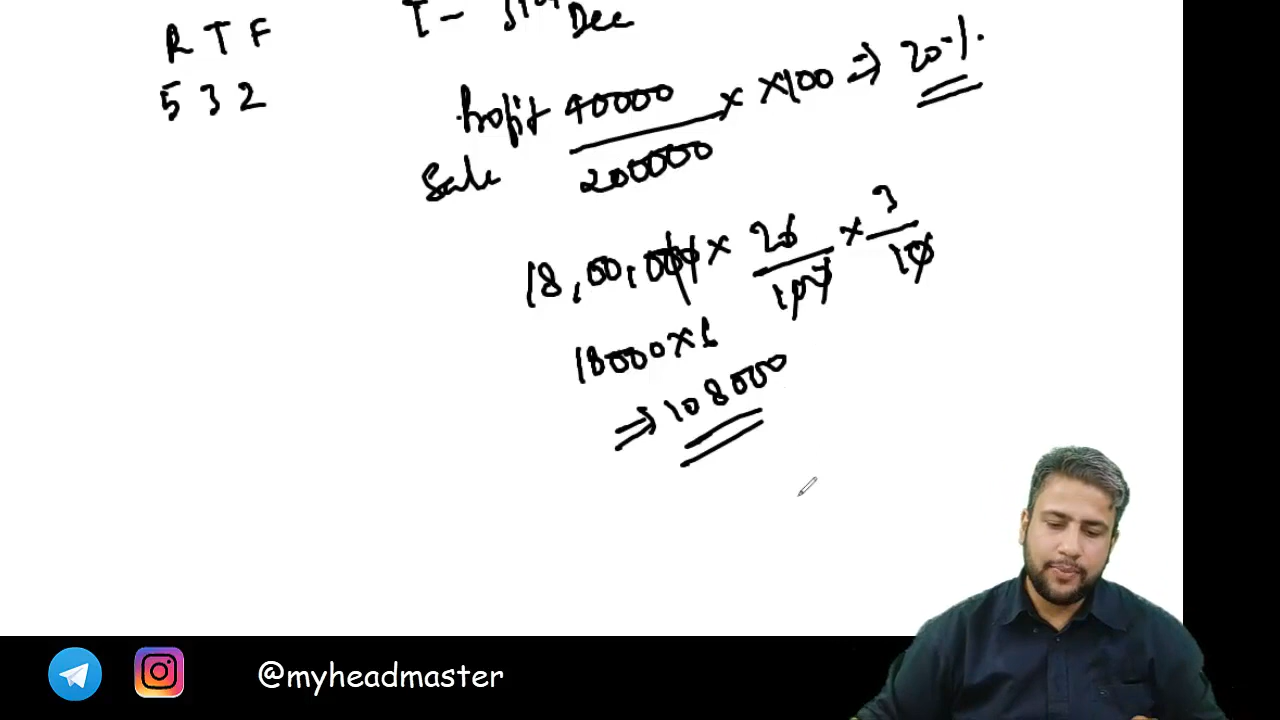 R T F
5 3 2
Dec
Profit 40000 × ×100 ⇒ 20%
Sale 200000
18,00,000 × 20/100 × 3/10
18000×6
⇒ 108000
@myheadmaster